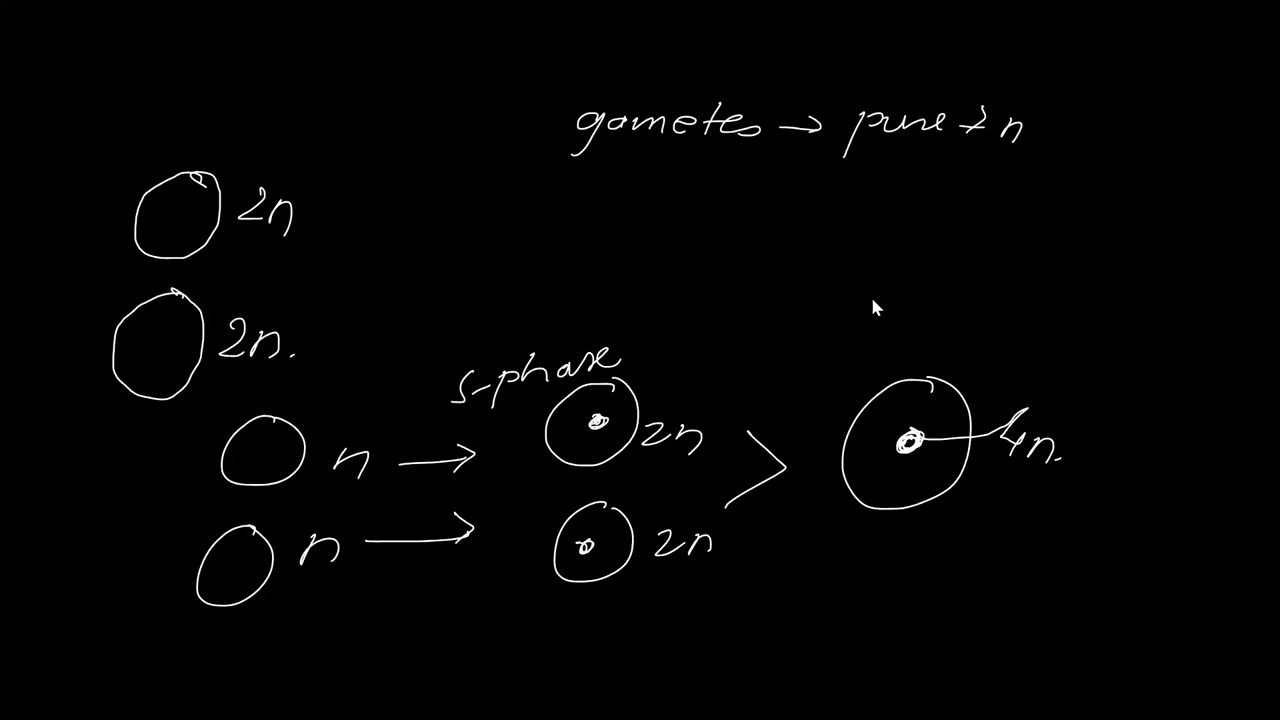 gametes → pure → n
2n
2n.
s-phase
n → 2n
4n.
n → 2n